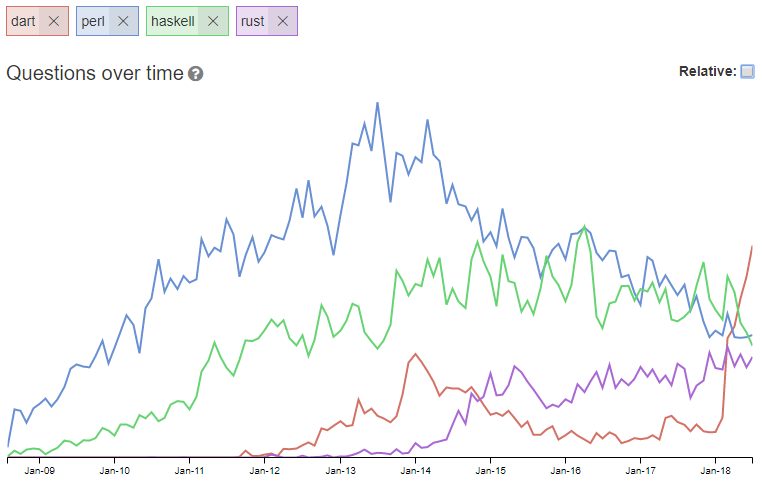 dart × perl × haskell × rust ×
Questions over time ?
Relative:
Jan-09 Jan-10 Jan-11 Jan-12 Jan-13 Jan-14 Jan-15 Jan-16 Jan-17 Jan-18